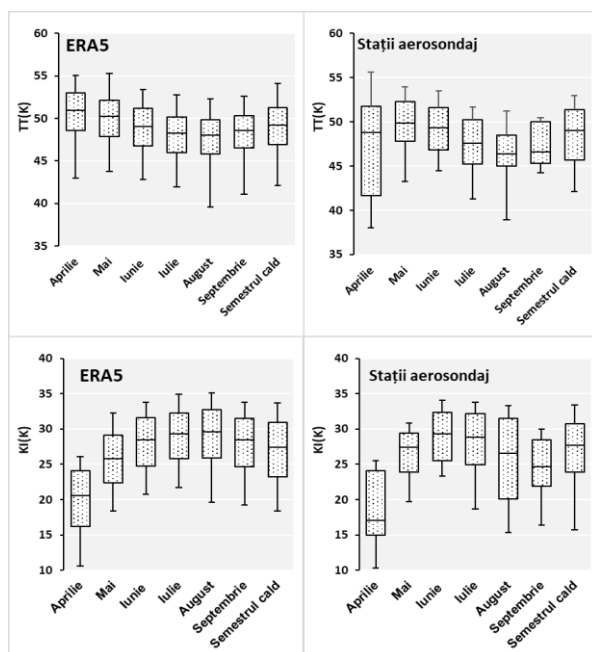 ERA5
TT(K)
60
55
50
45
40
35
Aprilie
Mai
Iunie
Iulie
August
Septembrie
Semestrul cald
Stații aerosondaj
TT(K)
60
55
50
45
40
35
Aprilie
Mai
Iunie
Iulie
August
Septembrie
Semestrul cald
ERA5
KI(K)
40
35
30
25
20
15
10
Aprilie
Mai
Iunie
Iulie
August
Septembrie
Semestrul cald
Stații aerosondaj
KI(K)
40
35
30
25
20
15
10
Aprilie
Mai
Iunie
Iulie
August
Septembrie
Semestrul cald